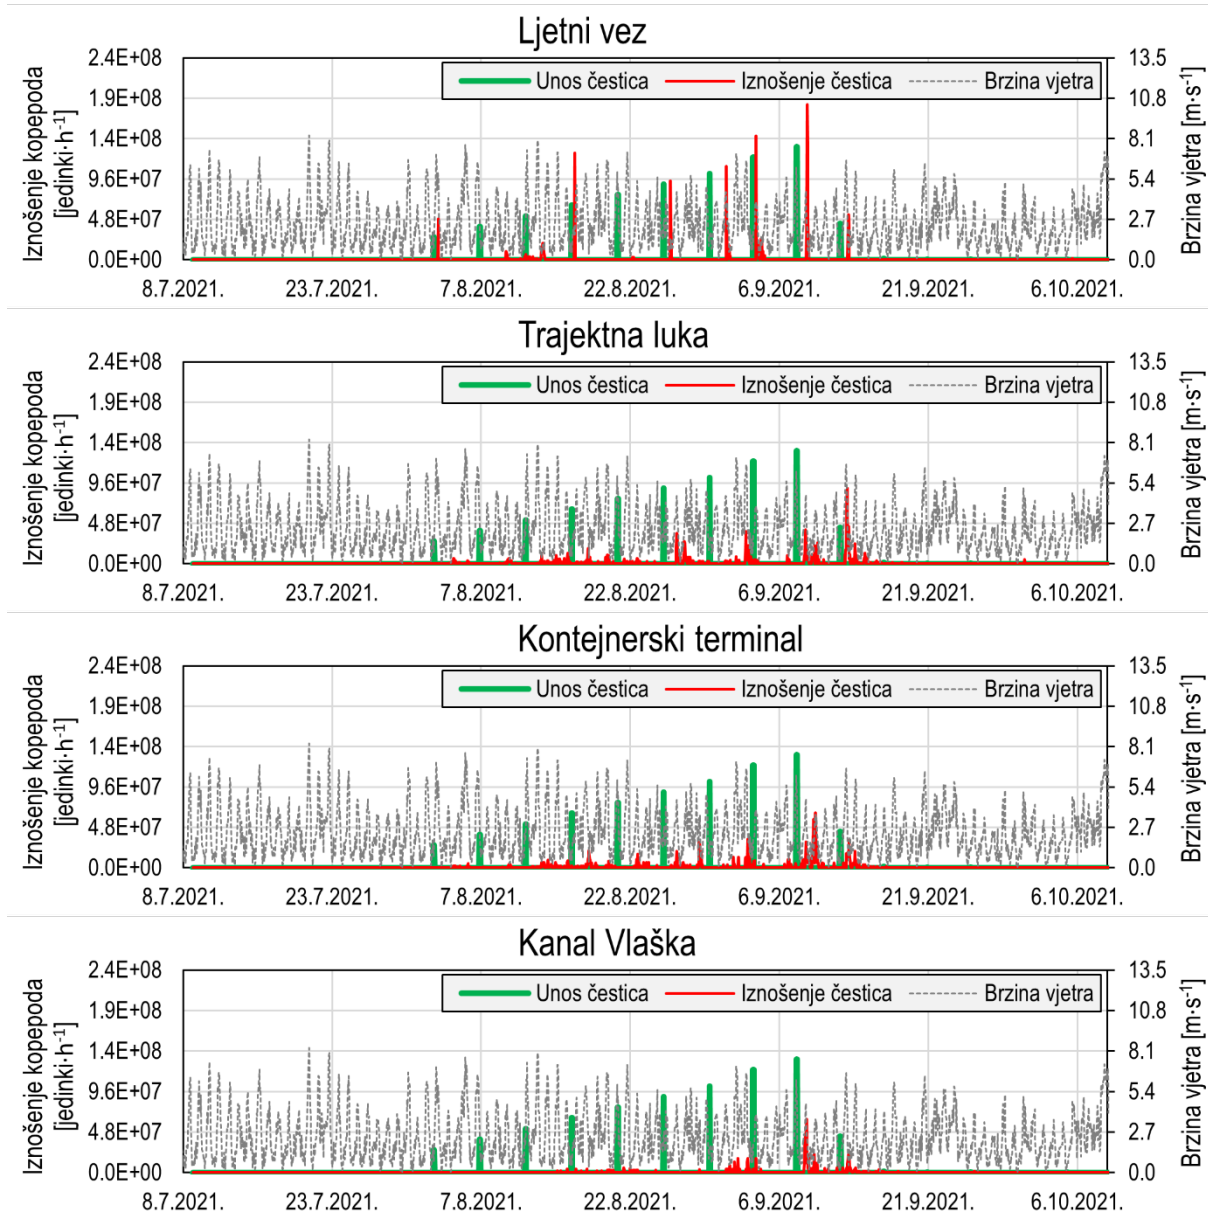 Ljetni vez
Iznošenje kopepoda
[jedinki·h⁻¹]
2.4E+08
1.9E+08
1.4E+08
9.6E+07
4.8E+07
0.0E+00
Unos čestica
Iznošenje čestica
Brzina vjetra
13.5
10.8
8.1
5.4
2.7
0.0
Brzina vjetra [m·s⁻¹]
8.7.2021. 23.7.2021. 7.8.2021. 22.8.2021. 6.9.2021. 21.9.2021. 6.10.2021.
Trajektna luka
Iznošenje kopepoda
[jedinki·h⁻¹]
2.4E+08
1.9E+08
1.4E+08
9.6E+07
4.8E+07
0.0E+00
Unos čestica
Iznošenje čestica
Brzina vjetra
13.5
10.8
8.1
5.4
2.7
0.0
Brzina vjetra [m·s⁻¹]
8.7.2021. 23.7.2021. 7.8.2021. 22.8.2021. 6.9.2021. 21.9.2021. 6.10.2021.
Kontejnerski terminal
Iznošenje kopepoda
[jedinki·h⁻¹]
2.4E+08
1.9E+08
1.4E+08
9.6E+07
4.8E+07
0.0E+00
Unos čestica
Iznošenje čestica
Brzina vjetra
13.5
10.8
8.1
5.4
2.7
0.0
Brzina vjetra [m·s⁻¹]
8.7.2021. 23.7.2021. 7.8.2021. 22.8.2021. 6.9.2021. 21.9.2021. 6.10.2021.
Kanal Vlaška
Iznošenje kopepoda
[jedinki·h⁻¹]
2.4E+08
1.9E+08
1.4E+08
9.6E+07
4.8E+07
0.0E+00
Unos čestica
Iznošenje čestica
Brzina vjetra
13.5
10.8
8.1
5.4
2.7
0.0
Brzina vjetra [m·s⁻¹]
8.7.2021. 23.7.2021. 7.8.2021. 22.8.2021. 6.9.2021. 21.9.2021. 6.10.2021.